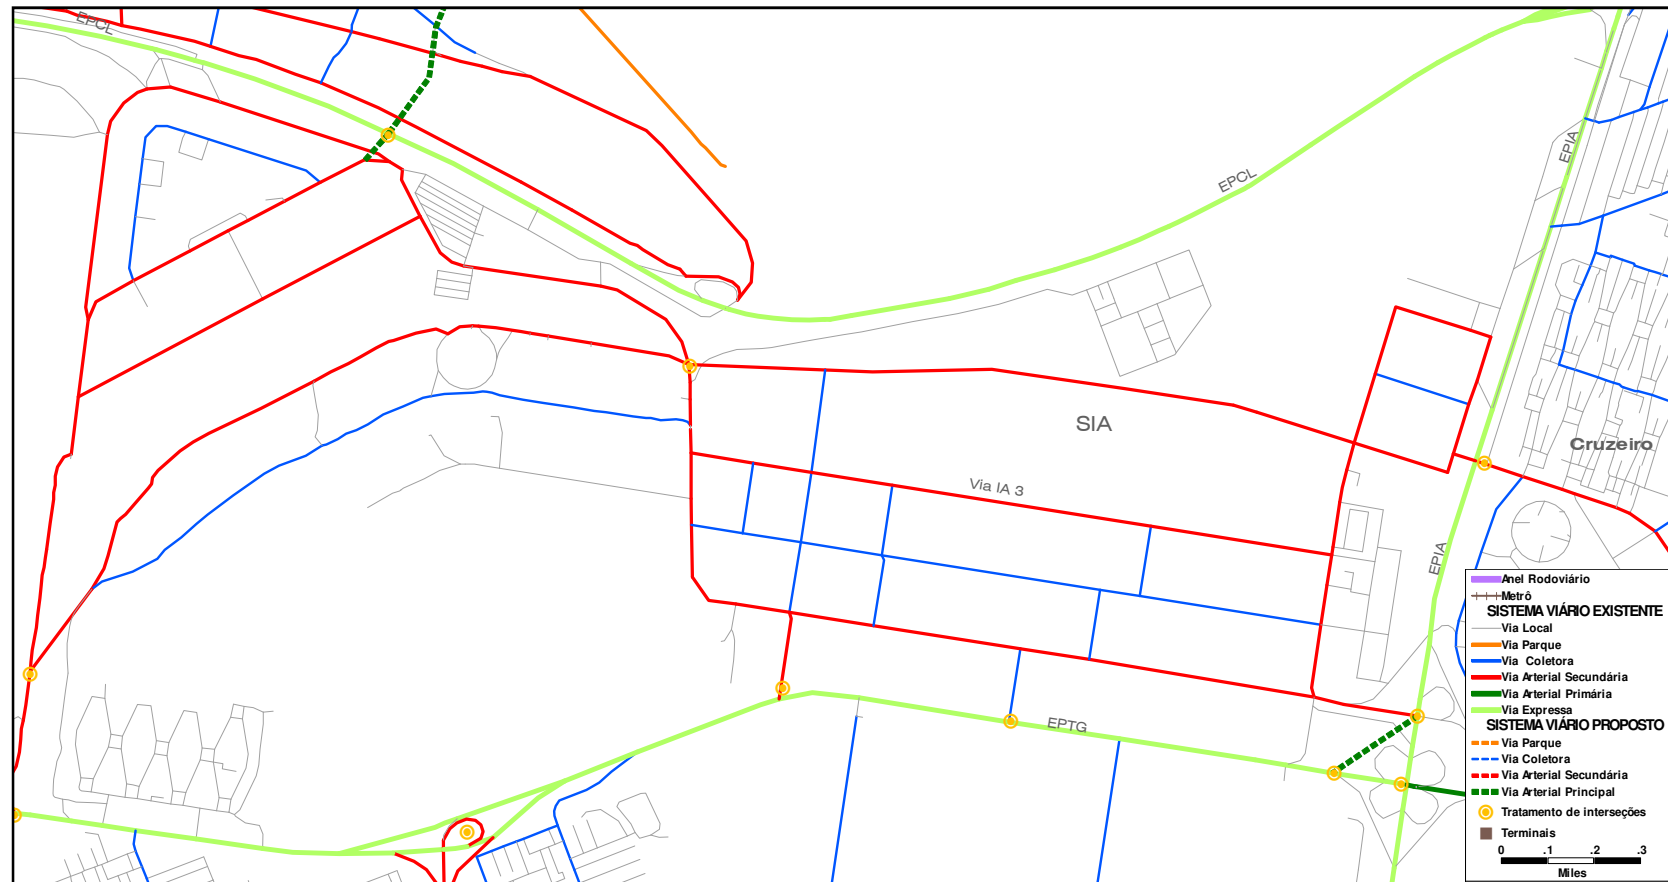 EPCL
EPIA
EPCL
SIA
Cruzeiro
Via IA 3
EPIA
EPTG
Anel Rodoviário
Metrô
SISTEMA VIÁRIO EXISTENTE
Via Local
Via Parque
Via Coletora
Via Arterial Secundária
Via Arterial Primária
Via Expressa
SISTEMA VIÁRIO PROPOSTO
Via Parque
Via Coletora
Via Arterial Secundária
Via Arterial Principal
Tratamento de interseções
Terminais
0 .1 .2 .3
Miles